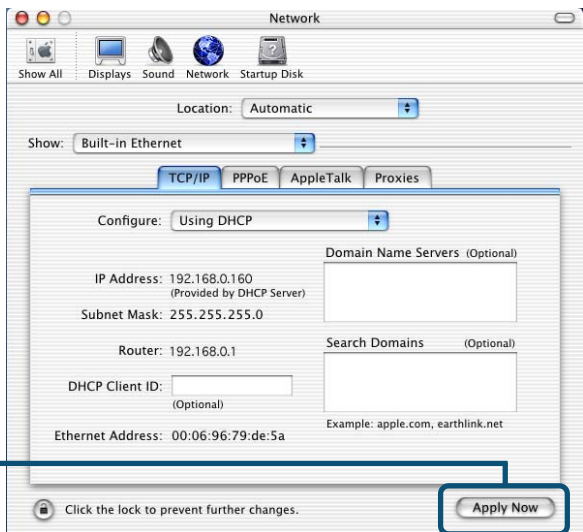 Network
Show All Displays Sound Network Startup Disk
Location: Automatic
Show: Built-in Ethernet
TCP/IP PPPoE AppleTalk Proxies
Configure: Using DHCP
Domain Name Servers (Optional)
IP Address: 192.168.0.160
(Provided by DHCP Server)
Subnet Mask: 255.255.255.0
Search Domains (Optional)
Router: 192.168.0.1
DHCP Client ID:
(Optional)
Example: apple.com, earthlink.net
Ethernet Address: 00:06:96:79:de:5a
Click the lock to prevent further changes.
Apply Now